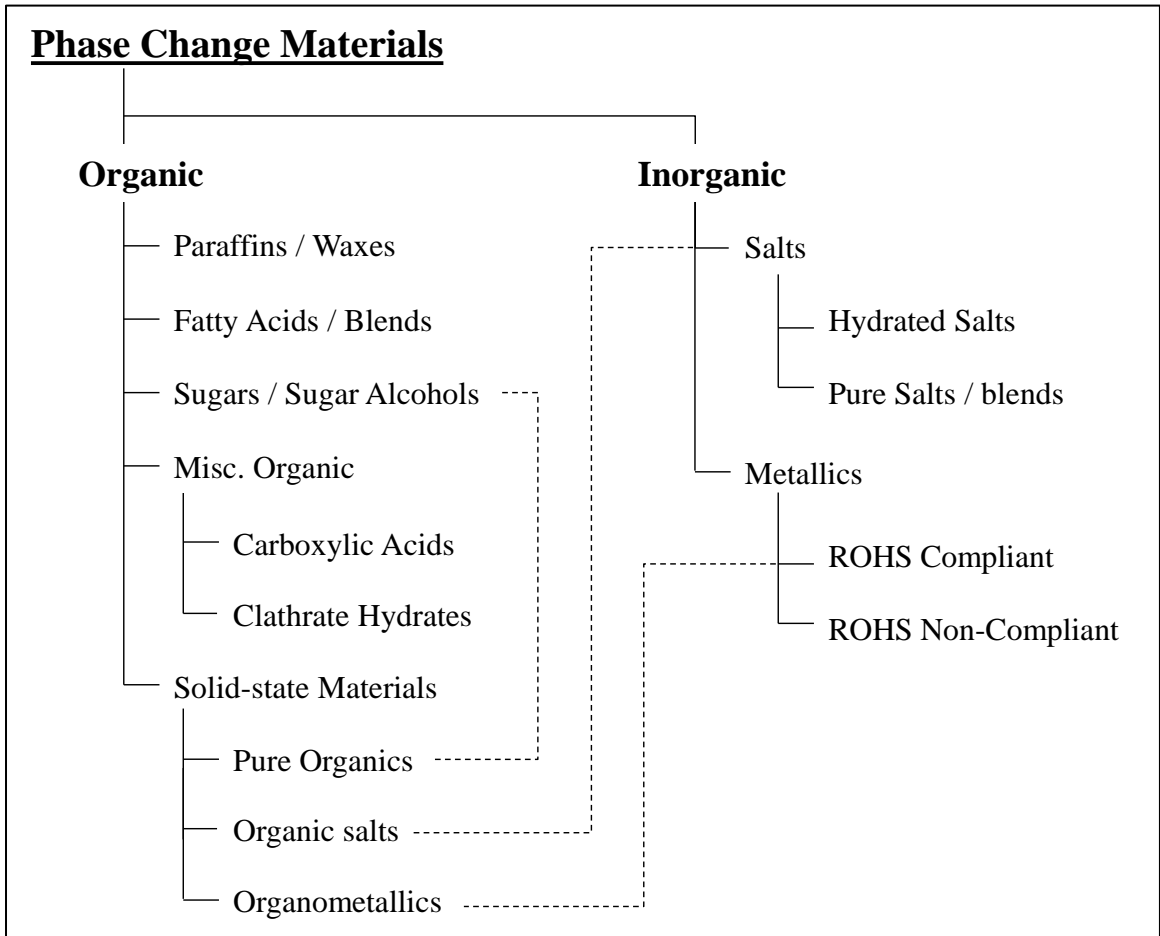 Phase Change Materials
Organic
Paraffins / Waxes
Fatty Acids / Blends
Sugars / Sugar Alcohols
Misc. Organic
Carboxylic Acids
Clathrate Hydrates
Solid-state Materials
Pure Organics
Organic salts
Organometallics
Inorganic
Salts
Hydrated Salts
Pure Salts / blends
Metallics
ROHS Compliant
ROHS Non-Compliant